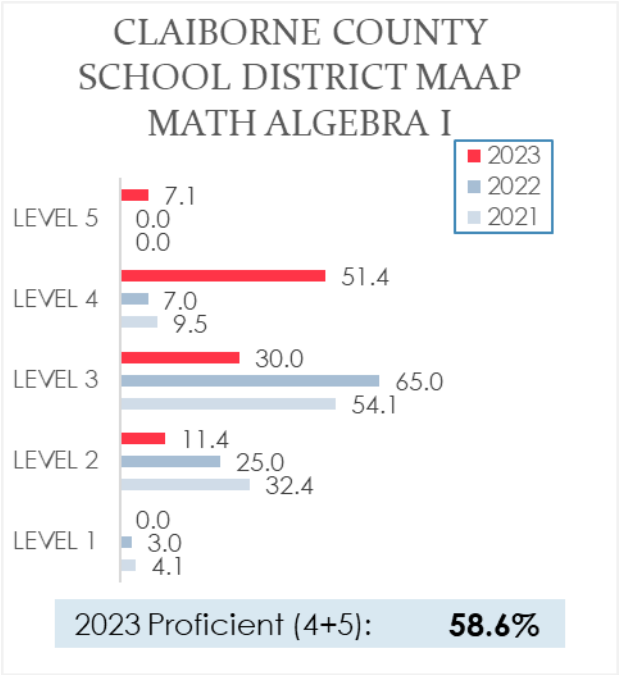 CLAIBORNE COUNTY
SCHOOL DISTRICT MAAP
MATH ALGEBRA I
2023
2022
2021
LEVEL 5
7.1
0.0
0.0
LEVEL 4
51.4
7.0
9.5
LEVEL 3
30.0
65.0
54.1
LEVEL 2
11.4
25.0
32.4
LEVEL 1
0.0
3.0
4.1
2023 Proficient (4+5): 58.6%